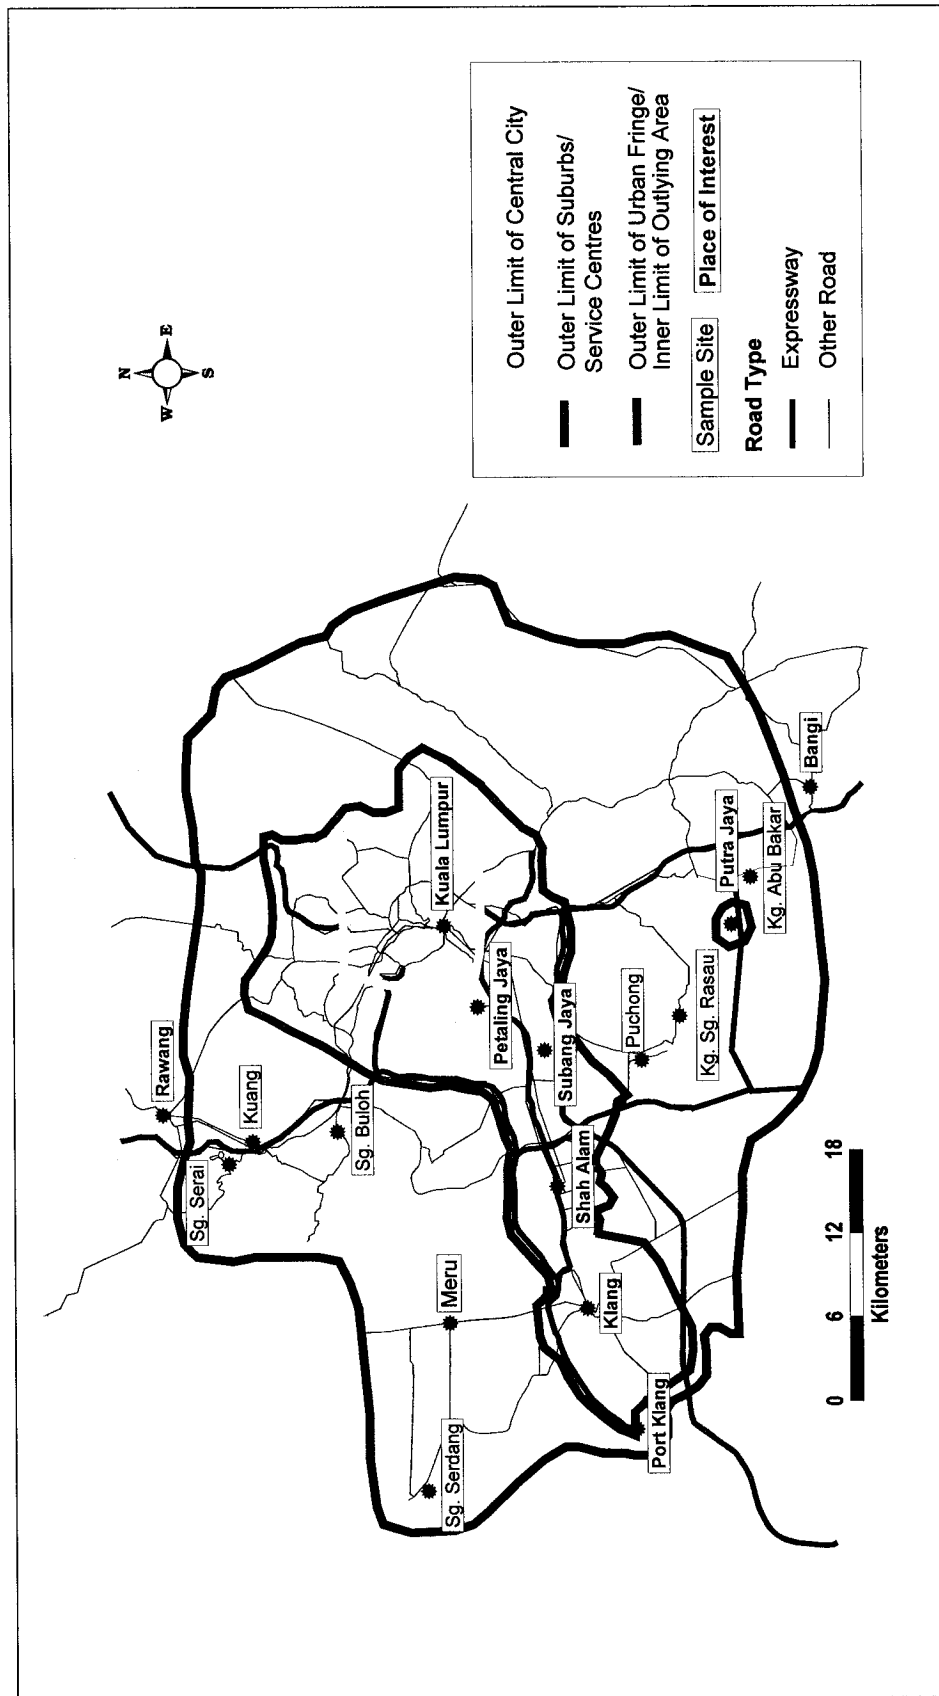 N
W
E
S
Outer Limit of Central City
Outer Limit of Suburbs/
Service Centres
Outer Limit of Urban Fringe/
Inner Limit of Outlying Area
Sample Site
Place of Interest
Road Type
Expressway
Other Road
Rawang
Kuang
Sg. Serai
Sg. Buloh
Meru
Sg. Serdang
Kuala Lumpur
Petaling Jaya
Subang Jaya
Shah Alam
Klang
Port Klang
Puchong
Kg. Sg. Rasau
Putra Jaya
Kg. Abu Bakar
Bangi
0
6
12
18
Kilometers